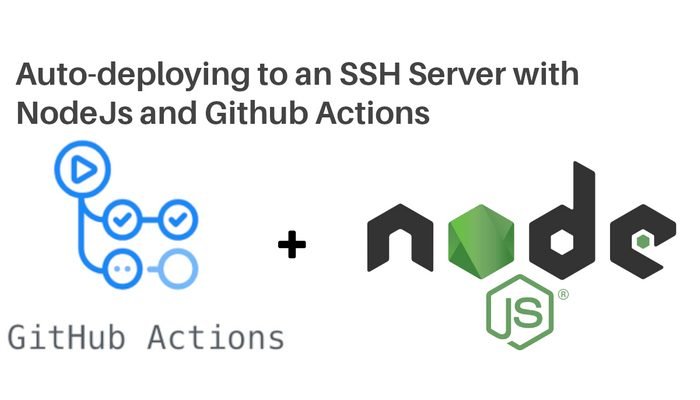 Auto-deploying to an SSH Server with
NodeJs and Github Actions
+
node
JS®
GitHub Actions